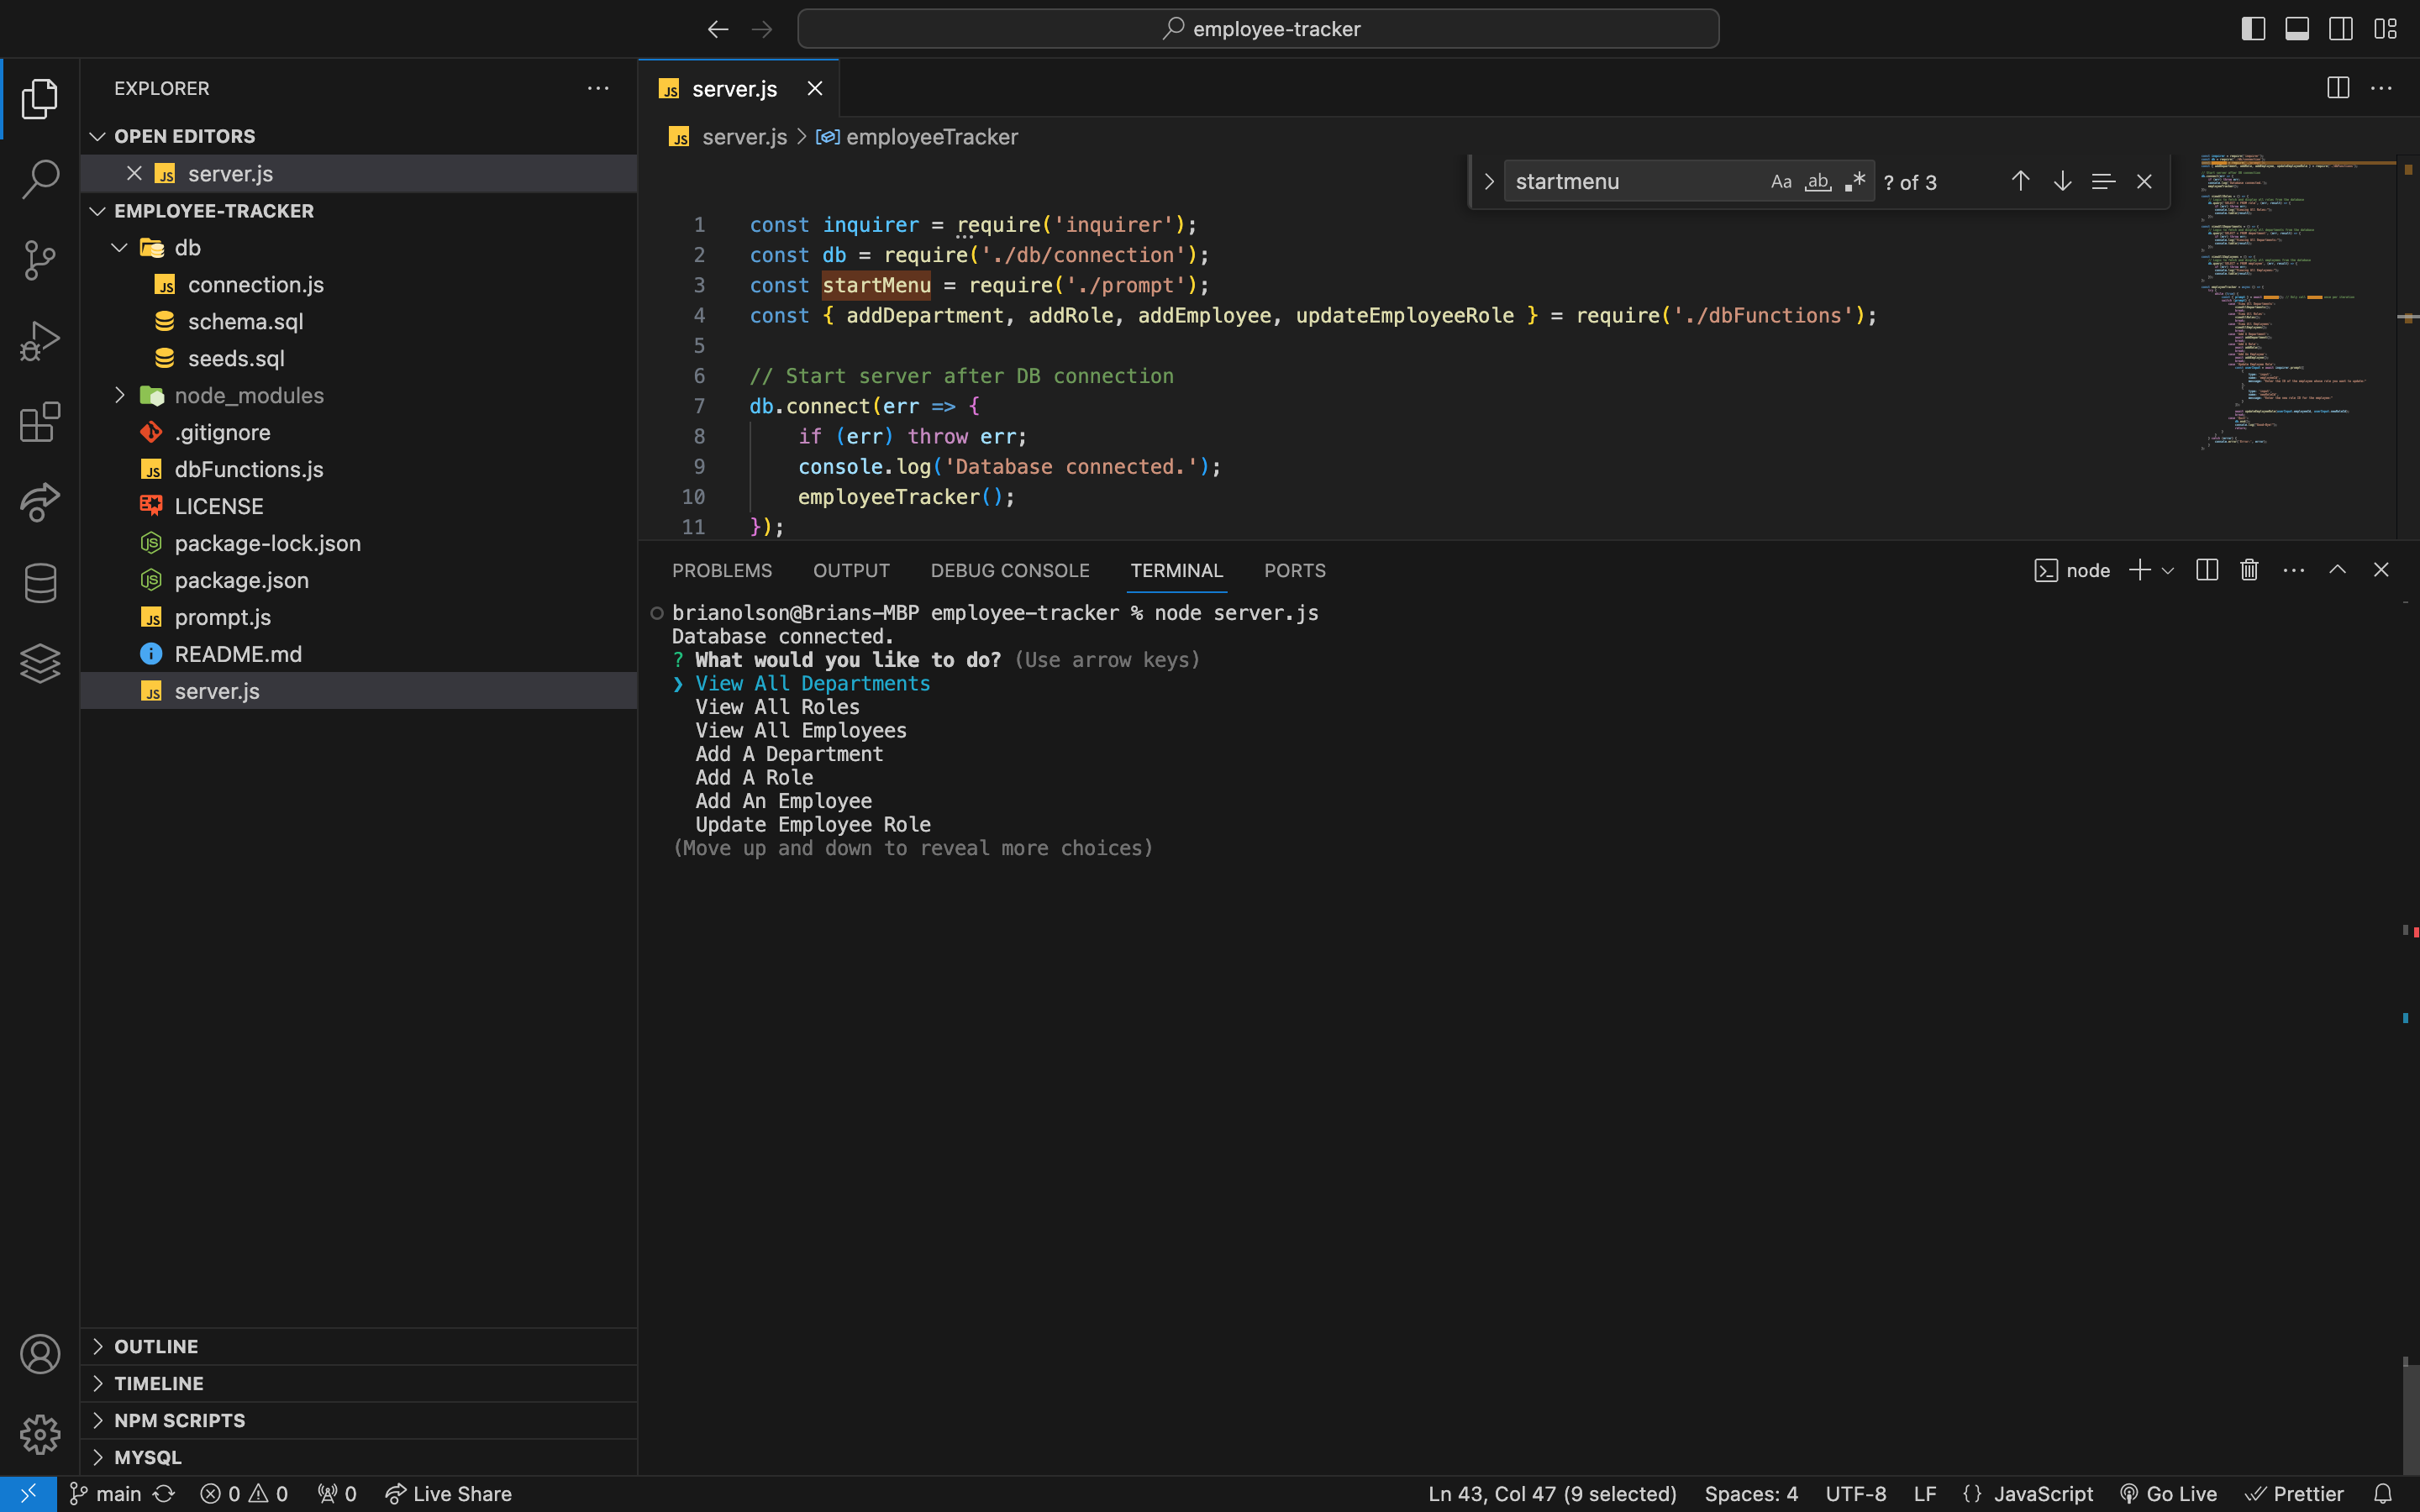 employee-tracker
EXPLORER
OPEN EDITORS
server.js
EMPLOYEE-TRACKER
db
connection.js
schema.sql
seeds.sql
node_modules
.gitignore
dbFunctions.js
LICENSE
package-lock.json
package.json
prompt.js
README.md
server.js
OUTLINE
TIMELINE
NPM SCRIPTS
MYSQL
server.js
server.js > employeeTracker
startmenu Aa ab ? of 3
1 const inquirer = require('inquirer');
2 const db = require('./db/connection');
3 const startMenu = require('./prompt');
4 const { addDepartment, addRole, addEmployee, updateEmployeeRole } = require('./dbFunctions');
5
6 // Start server after DB connection
7 db.connect(err => {
8 if (err) throw err;
9 console.log('Database connected.');
10 employeeTracker();
11 });
PROBLEMS OUTPUT DEBUG CONSOLE TERMINAL PORTS
node
brianolson@Brians-MBP employee-tracker % node server.js
Database connected.
? What would you like to do? (Use arrow keys)
❯ View All Departments
View All Roles
View All Employees
Add A Department
Add A Role
Add An Employee
Update Employee Role
(Move up and down to reveal more choices)
main 0 0 0 Live Share
Ln 43, Col 47 (9 selected) Spaces: 4 UTF-8 LF {} JavaScript Go Live Prettier